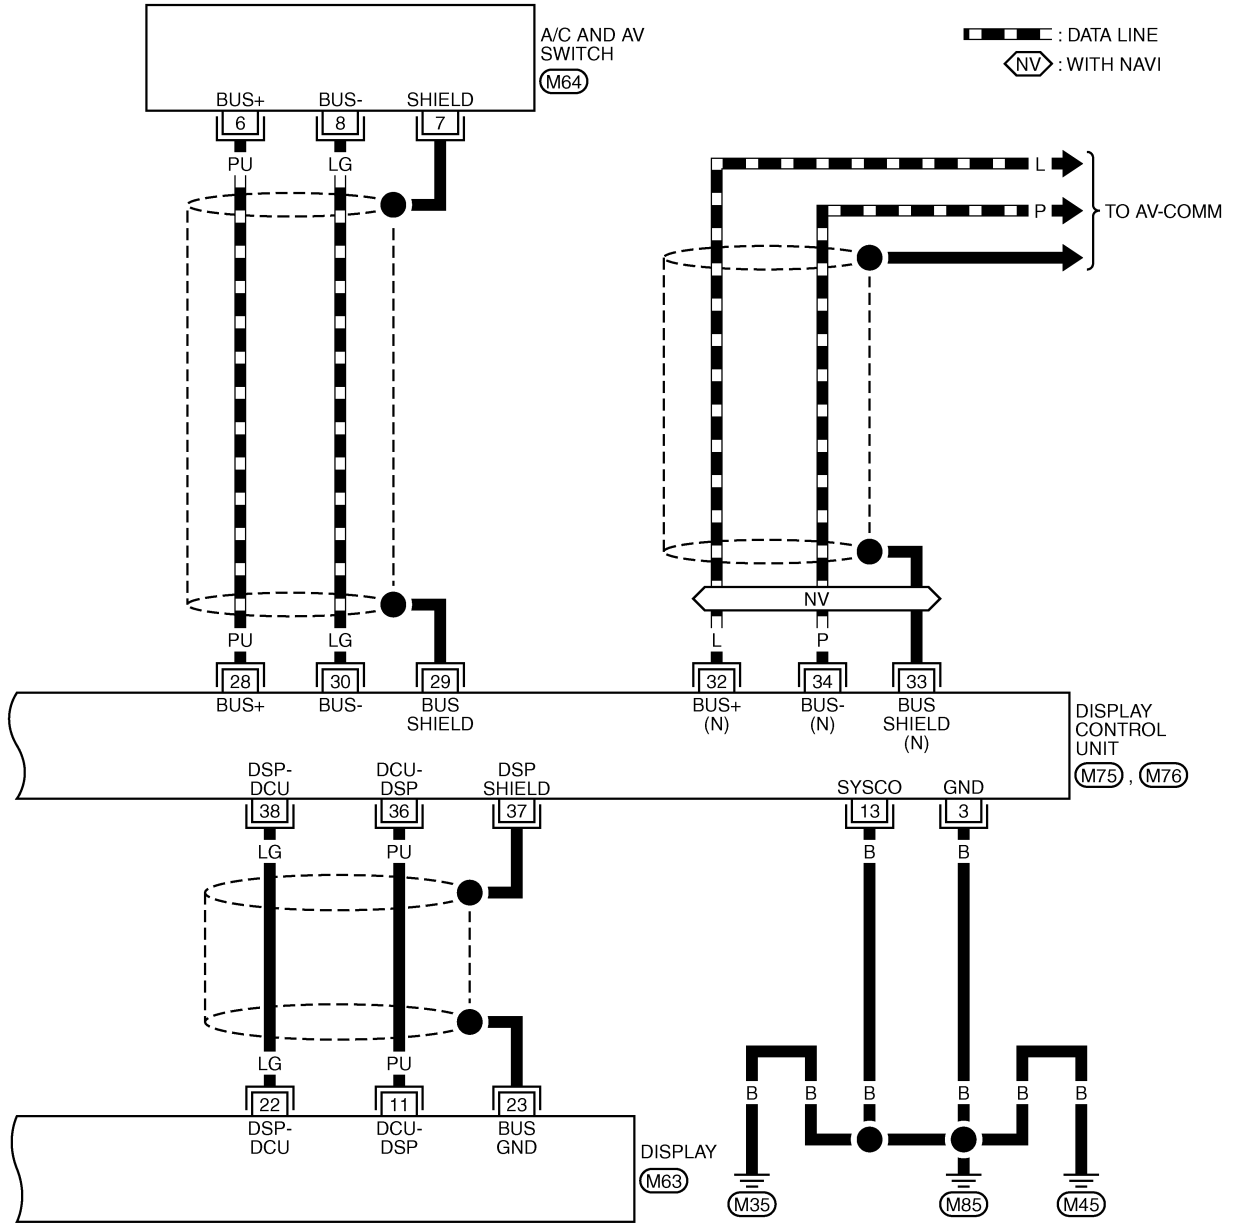 A/C AND AV
SWITCH
M64
: DATA LINE
NV : WITH NAVI
BUS+ BUS- SHIELD
6 8 7
PU LG
L
P
TO AV-COMM
NV
PU LG L P
28 30 29 32 34 33
BUS+ BUS- BUS
SHIELD
BUS+
(N)
BUS-
(N)
BUS
SHIELD
(N)
DISPLAY
CONTROL
UNIT
M75 , M76
DSP-
DCU
DCU-
DSP
DSP
SHIELD
SYSCO GND
38 36 37 13 3
LG PU B B
LG PU
B B B B B B
22 11 23
DSP-
DCU
DCU-
DSP
BUS
GND
DISPLAY
M63
M35 M85 M45